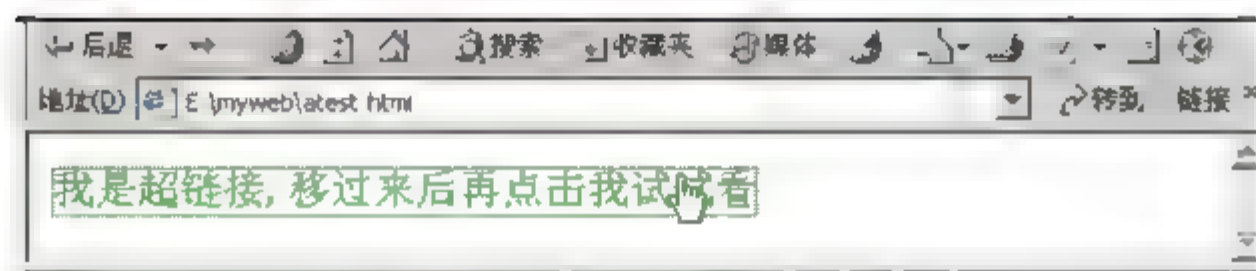 后退 搜索 收藏夹 媒体
地址(D) E:\myweb\atest.html 转到 链接 »
我是超链接,移过来后再点击我试试看